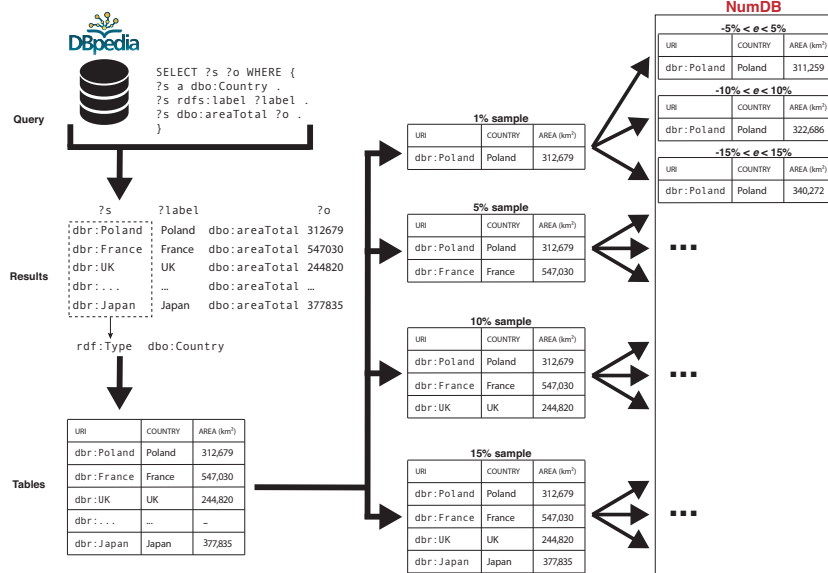 NumDB
DBpedia
SELECT ?s ?o WHERE {
?s a dbo:Country .
?s rdfs:label ?label .
?s dbo:areaTotal ?o .
}
Query
?s ?label ?o
dbr:Poland Poland dbo:areaTotal 312679
dbr:France France dbo:areaTotal 547030
dbr:UK UK dbo:areaTotal 244820
dbr:... ... dbo:areaTotal ...
dbr:Japan Japan dbo:areaTotal 377835
Results
rdf:Type dbo:Country
Tables
URI COUNTRY AREA (km²)
dbr:Poland Poland 312,679
dbr:France France 547,030
dbr:UK UK 244,820
dbr:... ... ..
dbr:Japan Japan 377,835
1% sample
URI COUNTRY AREA (km²)
dbr:Poland Poland 312,679
5% sample
URI COUNTRY AREA (km²)
dbr:Poland Poland 312,679
dbr:France France 547,030
10% sample
URI COUNTRY AREA (km²)
dbr:Poland Poland 312,679
dbr:France France 547,030
dbr:UK UK 244,820
15% sample
URI COUNTRY AREA (km²)
dbr:Poland Poland 312,679
dbr:France France 547,030
dbr:UK UK 244,820
dbr:Japan Japan 377,835
-5% < e < 5%
URI COUNTRY AREA (km²)
dbr:Poland Poland 311,259
-10% < e < 10%
URI COUNTRY AREA (km²)
dbr:Poland Poland 322,686
-15% < e < 15%
URI COUNTRY AREA (km²)
dbr:Poland Poland 340,272
...
...
...